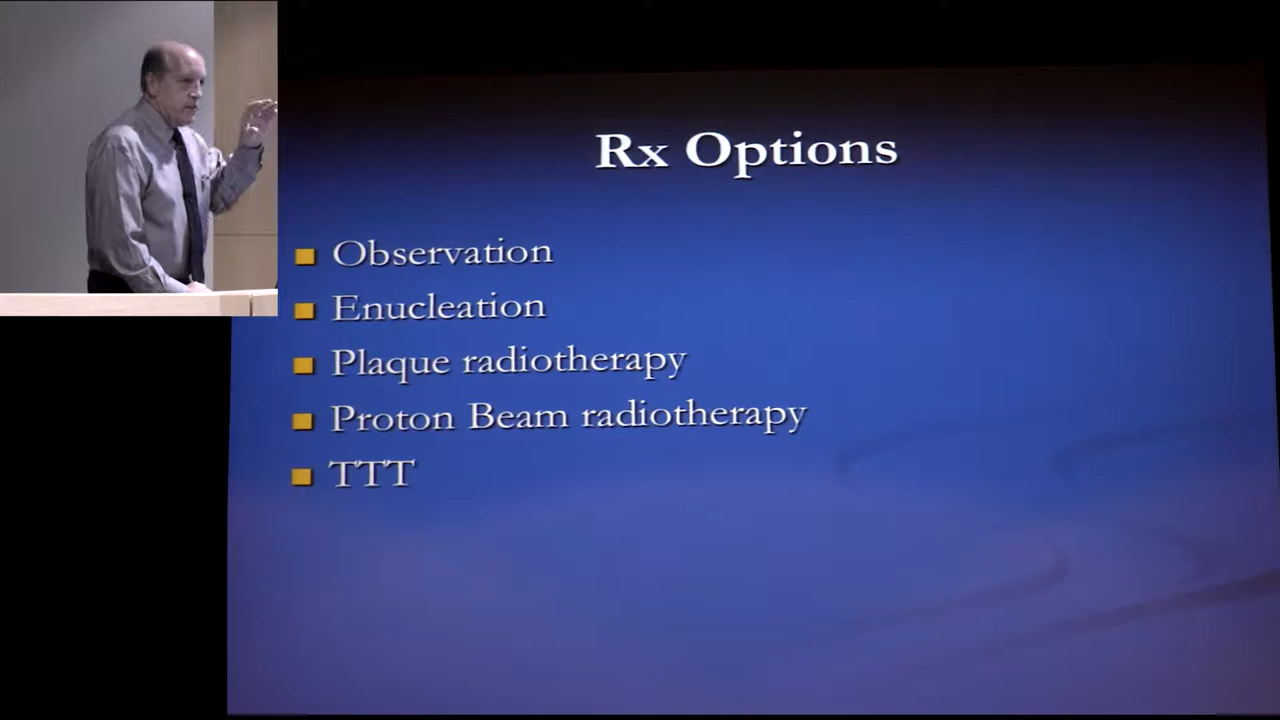 Rx Options
Observation
Enucleation
Plaque radiotherapy
Proton Beam radiotherapy
TTT